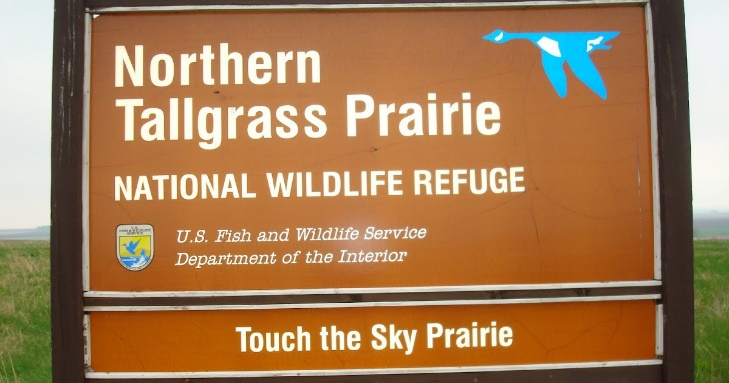 Northern
Tallgrass Prairie
NATIONAL WILDLIFE REFUGE
U.S. Fish and Wildlife Service
Department of the Interior
Touch the Sky Prairie